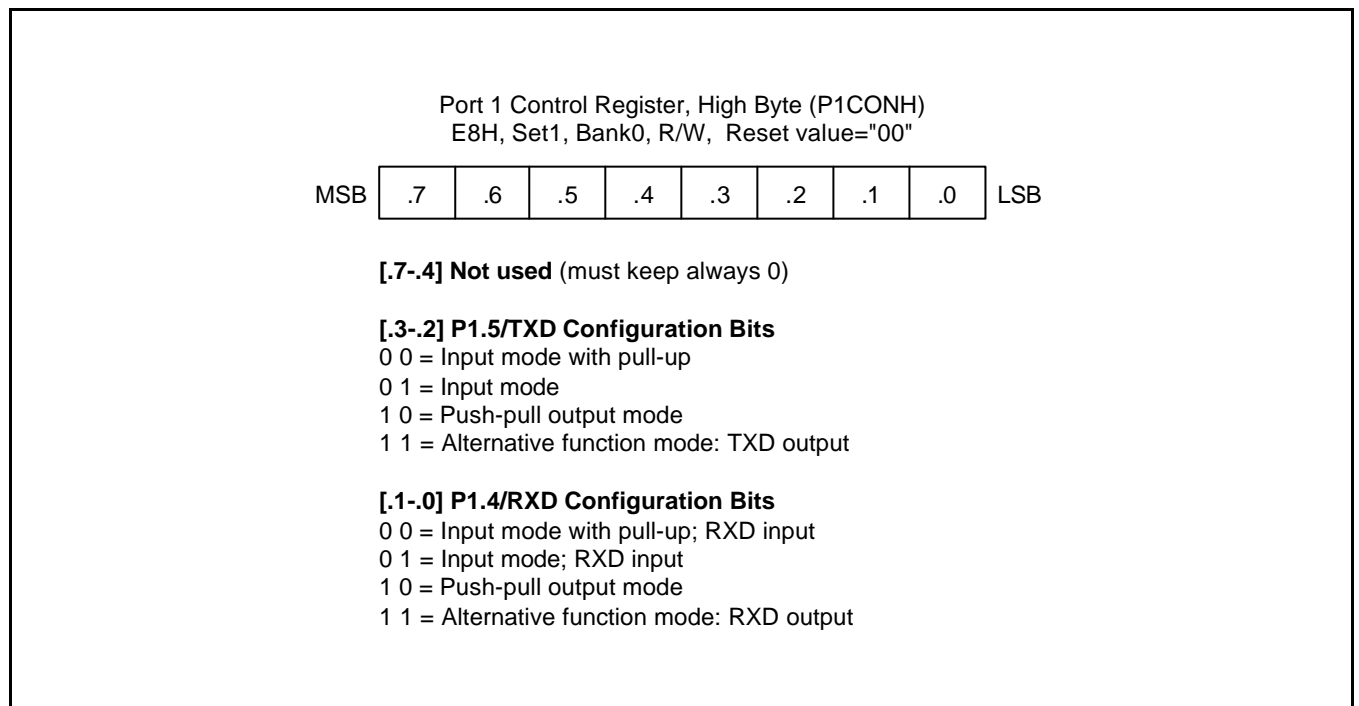 Port 1 Control Register, High Byte (P1CONH)
E8H, Set1, Bank0, R/W, Reset value="00"
MSB .7 .6 .5 .4 .3 .2 .1 .0 LSB
[.7-.4] Not used (must keep always 0)
[.3-.2] P1.5/TXD Configuration Bits
0 0 = Input mode with pull-up
0 1 = Input mode
1 0 = Push-pull output mode
1 1 = Alternative function mode: TXD output
[.1-.0] P1.4/RXD Configuration Bits
0 0 = Input mode with pull-up; RXD input
0 1 = Input mode; RXD input
1 0 = Push-pull output mode
1 1 = Alternative function mode: RXD output